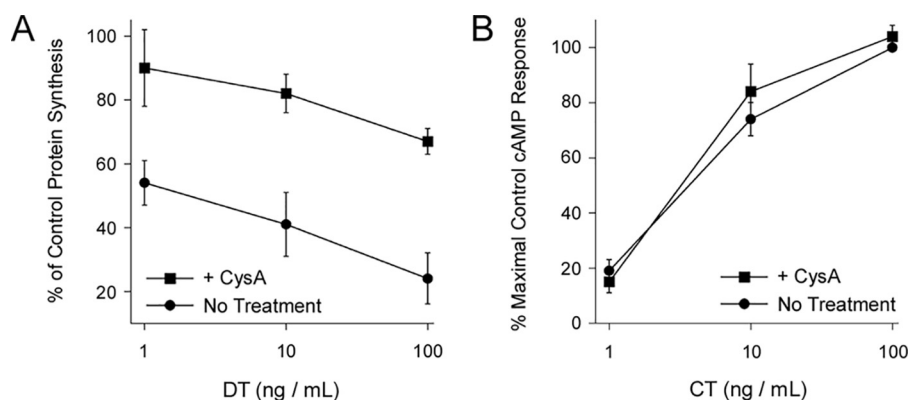 A
% of Control Protein Synthesis
100
80
60
40
20
+ CysA
No Treatment
1
10
100
DT (ng / mL)
B
% Maximal Control cAMP Response
100
80
60
40
20
0
+ CysA
No Treatment
1
10
100
CT (ng / mL)